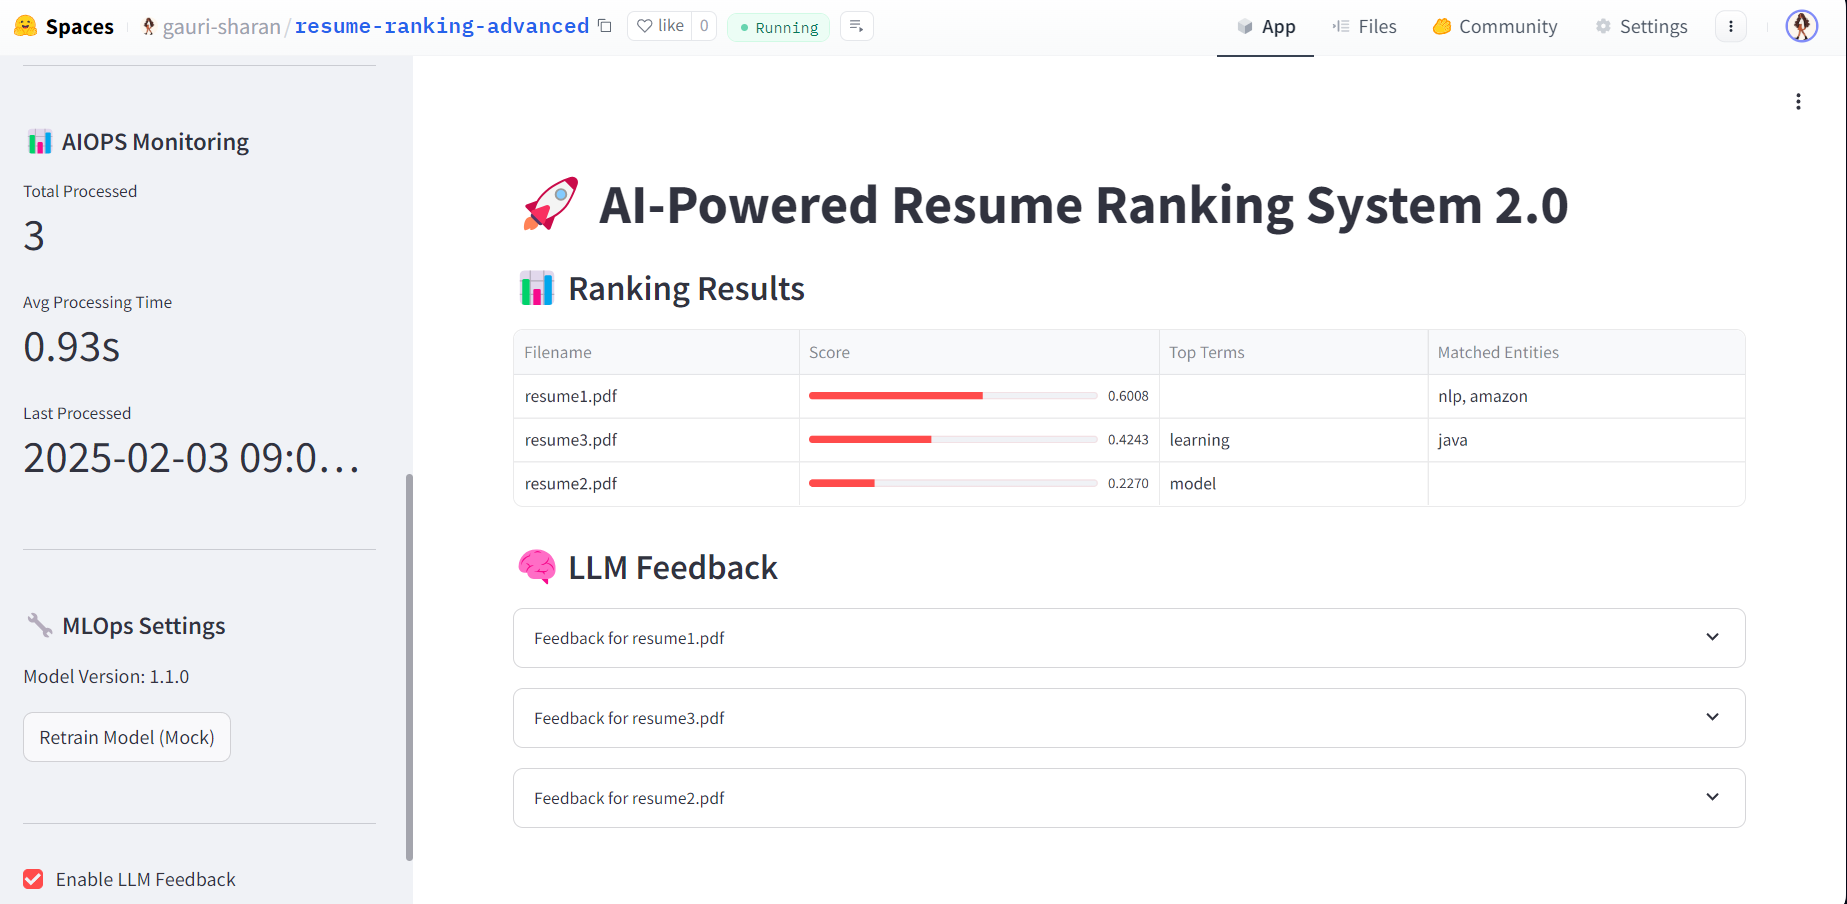 Spaces gauri-sharan / resume-ranking-advanced like 0 Running App Files Community Settings
AIOPS Monitoring
Total Processed
3
Avg Processing Time
0.93s
Last Processed
2025-02-03 09:0...
MLOps Settings
Model Version: 1.1.0
Retrain Model (Mock)
Enable LLM Feedback
AI-Powered Resume Ranking System 2.0
Ranking Results
Filename Score Top Terms Matched Entities
resume1.pdf 0.6008 nlp, amazon
resume3.pdf 0.4243 learning java
resume2.pdf 0.2270 model
LLM Feedback
Feedback for resume1.pdf
Feedback for resume3.pdf
Feedback for resume2.pdf